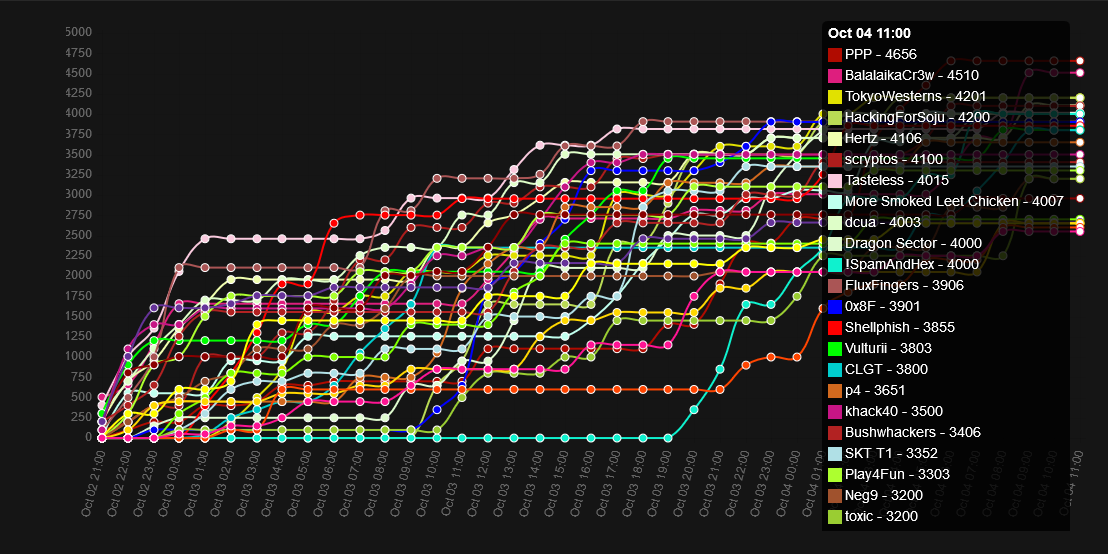 5000
4750
4500
4250
4000
3750
3500
3250
3000
2750
2500
2250
2000
1750
1500
1250
1000
750
500
250
0
Oct 02 21:00
Oct 02 22:00
Oct 02 23:00
Oct 03 00:00
Oct 03 01:00
Oct 03 02:00
Oct 03 03:00
Oct 03 04:00
Oct 03 05:00
Oct 03 06:00
Oct 03 07:00
Oct 03 08:00
Oct 03 09:00
Oct 03 10:00
Oct 03 11:00
Oct 03 12:00
Oct 03 13:00
Oct 03 14:00
Oct 03 15:00
Oct 03 16:00
Oct 03 17:00
Oct 03 18:00
Oct 03 19:00
Oct 03 20:00
Oct 03 21:00
Oct 03 22:00
Oct 03 23:00
Oct 04 00:00
Oct 04 11:00
PPP - 4656
BalalaikaCr3w - 4510
TokyoWesterns - 4201
HackingForSoju - 4200
Hertz - 4106
scryptos - 4100
Tasteless - 4015
More Smoked Leet Chicken - 4007
dcua - 4003
Dragon Sector - 4000
!SpamAndHex - 4000
FluxFingers - 3906
0x8F - 3901
Shellphish - 3855
Vulturii - 3803
CLGT - 3800
p4 - 3651
khack40 - 3500
Bushwhackers - 3406
SKT T1 - 3352
Play4Fun - 3303
Neg9 - 3200
toxic - 3200